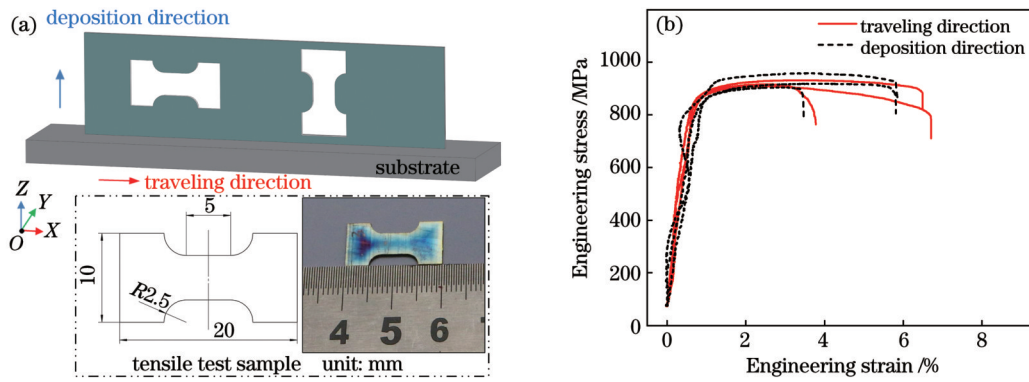 (a)
deposition direction
substrate
traveling direction
Z
Y
O
X
5
10
R2.5
20
4 5 6
tensile test sample unit: mm
(b)
traveling direction
deposition direction
Engineering stress /MPa
1000
800
600
400
200
0
0
2
4
6
8
Engineering strain /%